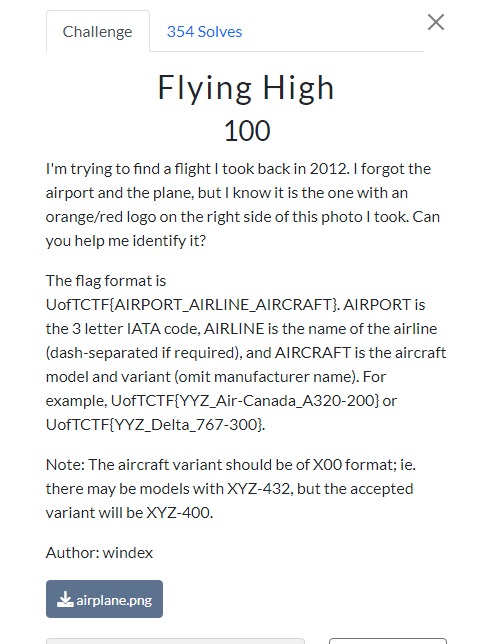 Challenge
354 Solves
Flying High
100
I'm trying to find a flight I took back in 2012. I forgot the
airport and the plane, but I know it is the one with an
orange/red logo on the right side of this photo I took. Can
you help me identify it?
The flag format is
UofTCTF{AIRPORT_AIRLINE_AIRCRAFT}. AIRPORT is
the 3 letter IATA code, AIRLINE is the name of the airline
(dash-separated if required), and AIRCRAFT is the aircraft
model and variant (omit manufacturer name). For
example, UofTCTF{YYZ_Air-Canada_A320-200} or
UofTCTF{YYZ_Delta_767-300}.
Note: The aircraft variant should be of X00 format; ie.
there may be models with XYZ-432, but the accepted
variant will be XYZ-400.
Author: windex
airplane.png